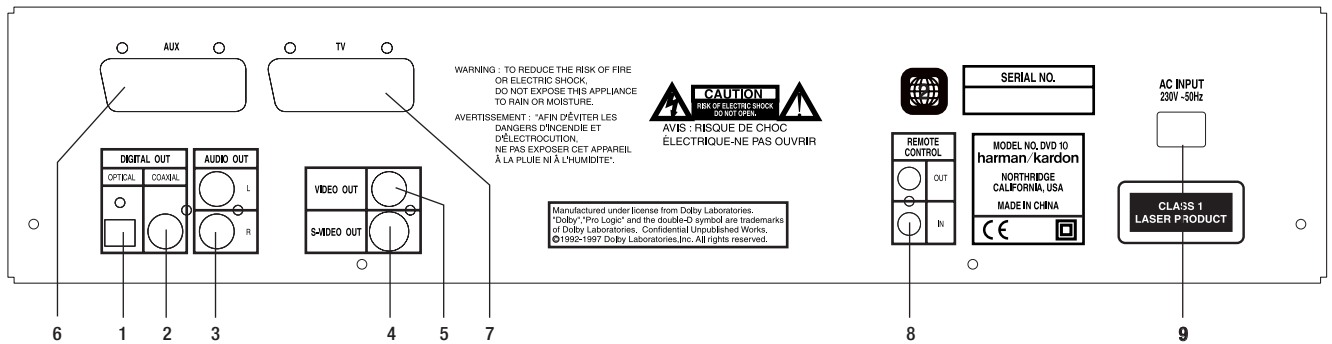 AUX
TV
WARNING : TO REDUCE THE RISK OF FIRE
OR ELECTRIC SHOCK,
DO NOT EXPOSE THIS APPLIANCE
TO RAIN OR MOISTURE.
AVERTISSEMENT : "AFIN D'ÉVITER LES
DANGERS D'INCENDIE ET
D'ÉLECTROCUTION,
NE PAS EXPOSER CET APPAREIL
À LA PLUIE NI À L'HUMIDITE".
CAUTION
RISK OF ELECTRIC SHOCK
DO NOT OPEN.
AVIS : RISQUE DE CHOC
ÉLECTRIQUE-NE PAS OUVRIR
SERIAL NO.
AC INPUT
230V ~50Hz
DIGITAL OUT
OPTICAL
COAXIAL
AUDIO OUT
L
R
VIDEO OUT
S-VIDEO OUT
Manufactured under license from Dolby Laboratories.
"Dolby","Pro Logic" and the double-D symbol are trademarks
of Dolby Laboratories. Confidential Unpublished Works.
©1992-1997 Dolby Laboratories,Inc. All rights reserved.
REMOTE
CONTROL
OUT
IN
MODEL NO. DVD 10
harman/kardon
NORTHRIDGE
CALIFORNIA, USA
MADE IN CHINA
CE
CLASS 1
LASER PRODUCT
6
1
2
3
4
5
7
8
9